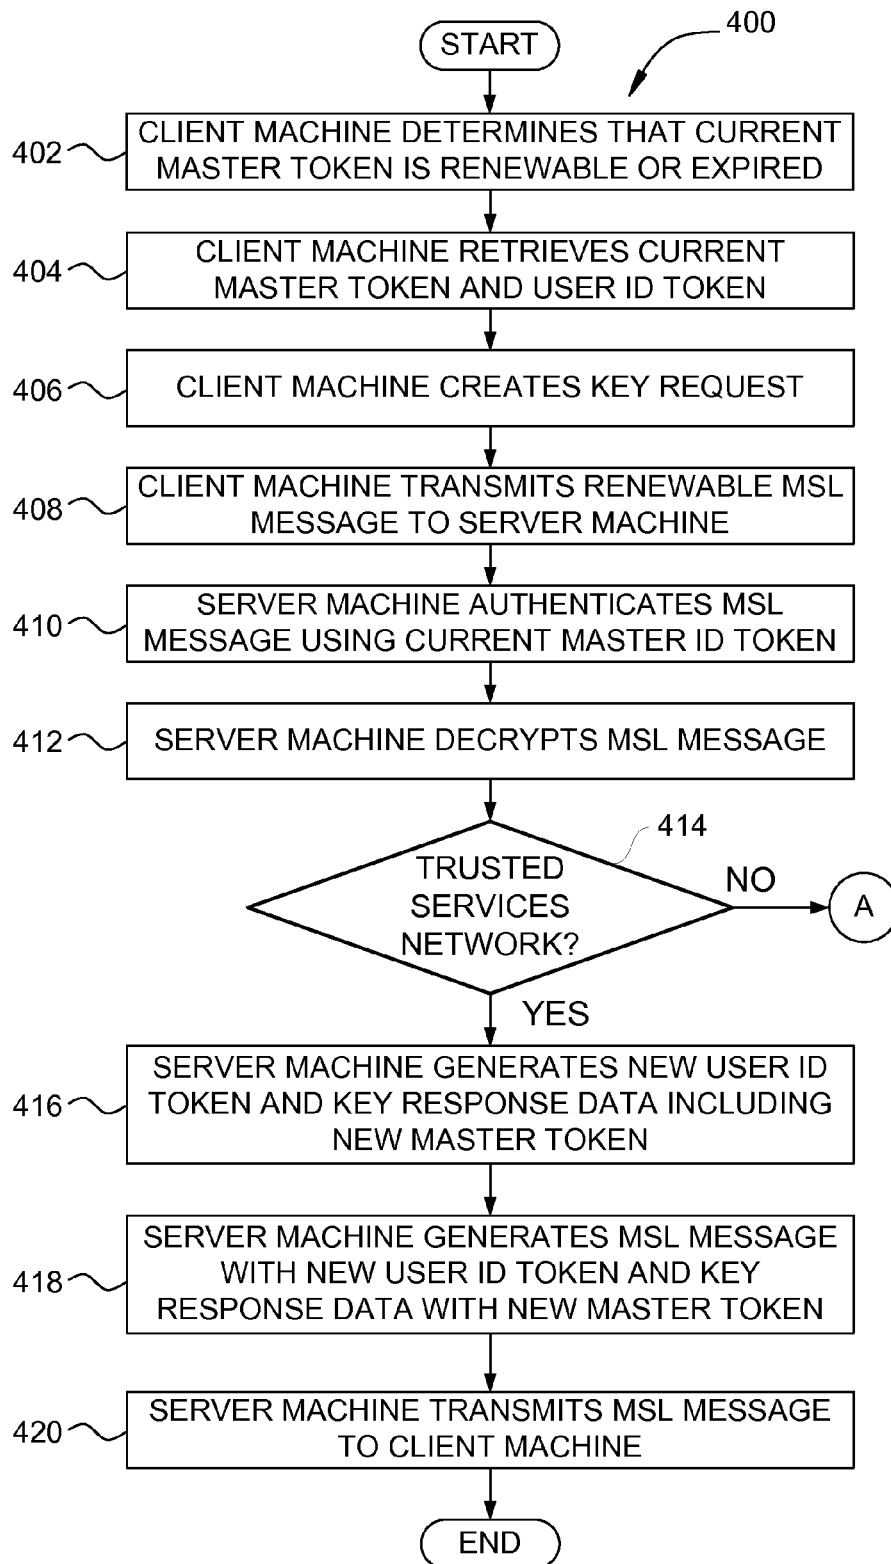 START
400
402
CLIENT MACHINE DETERMINES THAT CURRENT
MASTER TOKEN IS RENEWABLE OR EXPIRED
404
CLIENT MACHINE RETRIEVES CURRENT
MASTER TOKEN AND USER ID TOKEN
406
CLIENT MACHINE CREATES KEY REQUEST
408
CLIENT MACHINE TRANSMITS RENEWABLE MSL
MESSAGE TO SERVER MACHINE
410
SERVER MACHINE AUTHENTICATES MSL
MESSAGE USING CURRENT MASTER ID TOKEN
412
SERVER MACHINE DECRYPTS MSL MESSAGE
414
TRUSTED
SERVICES
NETWORK?
NO
A
YES
416
SERVER MACHINE GENERATES NEW USER ID
TOKEN AND KEY RESPONSE DATA INCLUDING
NEW MASTER TOKEN
418
SERVER MACHINE GENERATES MSL MESSAGE
WITH NEW USER ID TOKEN AND KEY
RESPONSE DATA WITH NEW MASTER TOKEN
420
SERVER MACHINE TRANSMITS MSL MESSAGE
TO CLIENT MACHINE
END